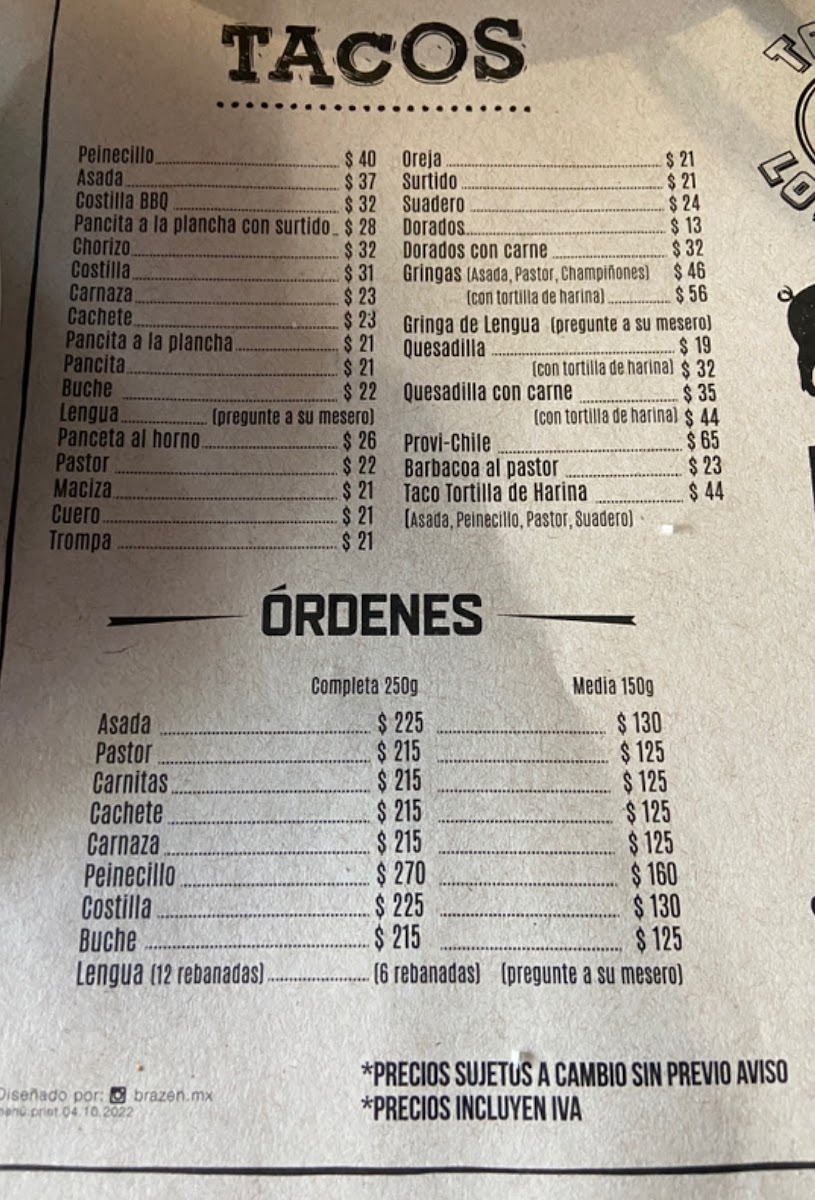 TACOS
Peinecillo $ 40
Asada $ 37
Costilla BBQ $ 32
Pancita a la plancha con surtido $ 28
Chorizo $ 32
Costilla $ 31
Carnaza $ 23
Cachete $ 23
Pancita a la plancha $ 21
Pancita $ 21
Buche $ 22
Lengua (pregunte a su mesero)
Panceta al horno $ 26
Pastor $ 22
Maciza $ 21
Cuero $ 21
Trompa $ 21
Oreja $ 21
Surtido $ 21
Suadero $ 24
Dorados $ 13
Dorados con carne $ 32
Gringas (Asada, Pastor, Champiñones) $ 46
(con tortilla de harina) $ 56
Gringa de Lengua (pregunte a su mesero)
Quesadilla $ 19
(con tortilla de harina) $ 32
Quesadilla con carne $ 35
(con tortilla de harina) $ 44
Provi-Chile $ 65
Barbacoa al pastor $ 23
Taco Tortilla de Harina $ 44
(Asada, Peinecillo, Pastor, Suadero)
ÓRDENES
Completa 250g Media 150g
Asada $ 225 $ 130
Pastor $ 215 $ 125
Carnitas $ 215 $ 125
Cachete $ 215 $ 125
Carnaza $ 215 $ 125
Peinecillo $ 270 $ 160
Costilla $ 225 $ 130
Buche $ 215 $ 125
Lengua (12 rebanadas) (6 rebanadas) (pregunte a su mesero)
*PRECIOS SUJETOS A CAMBIO SIN PREVIO AVISO
*PRECIOS INCLUYEN IVA
Diseñado por: brazen.mx
menú print 04.10.2022